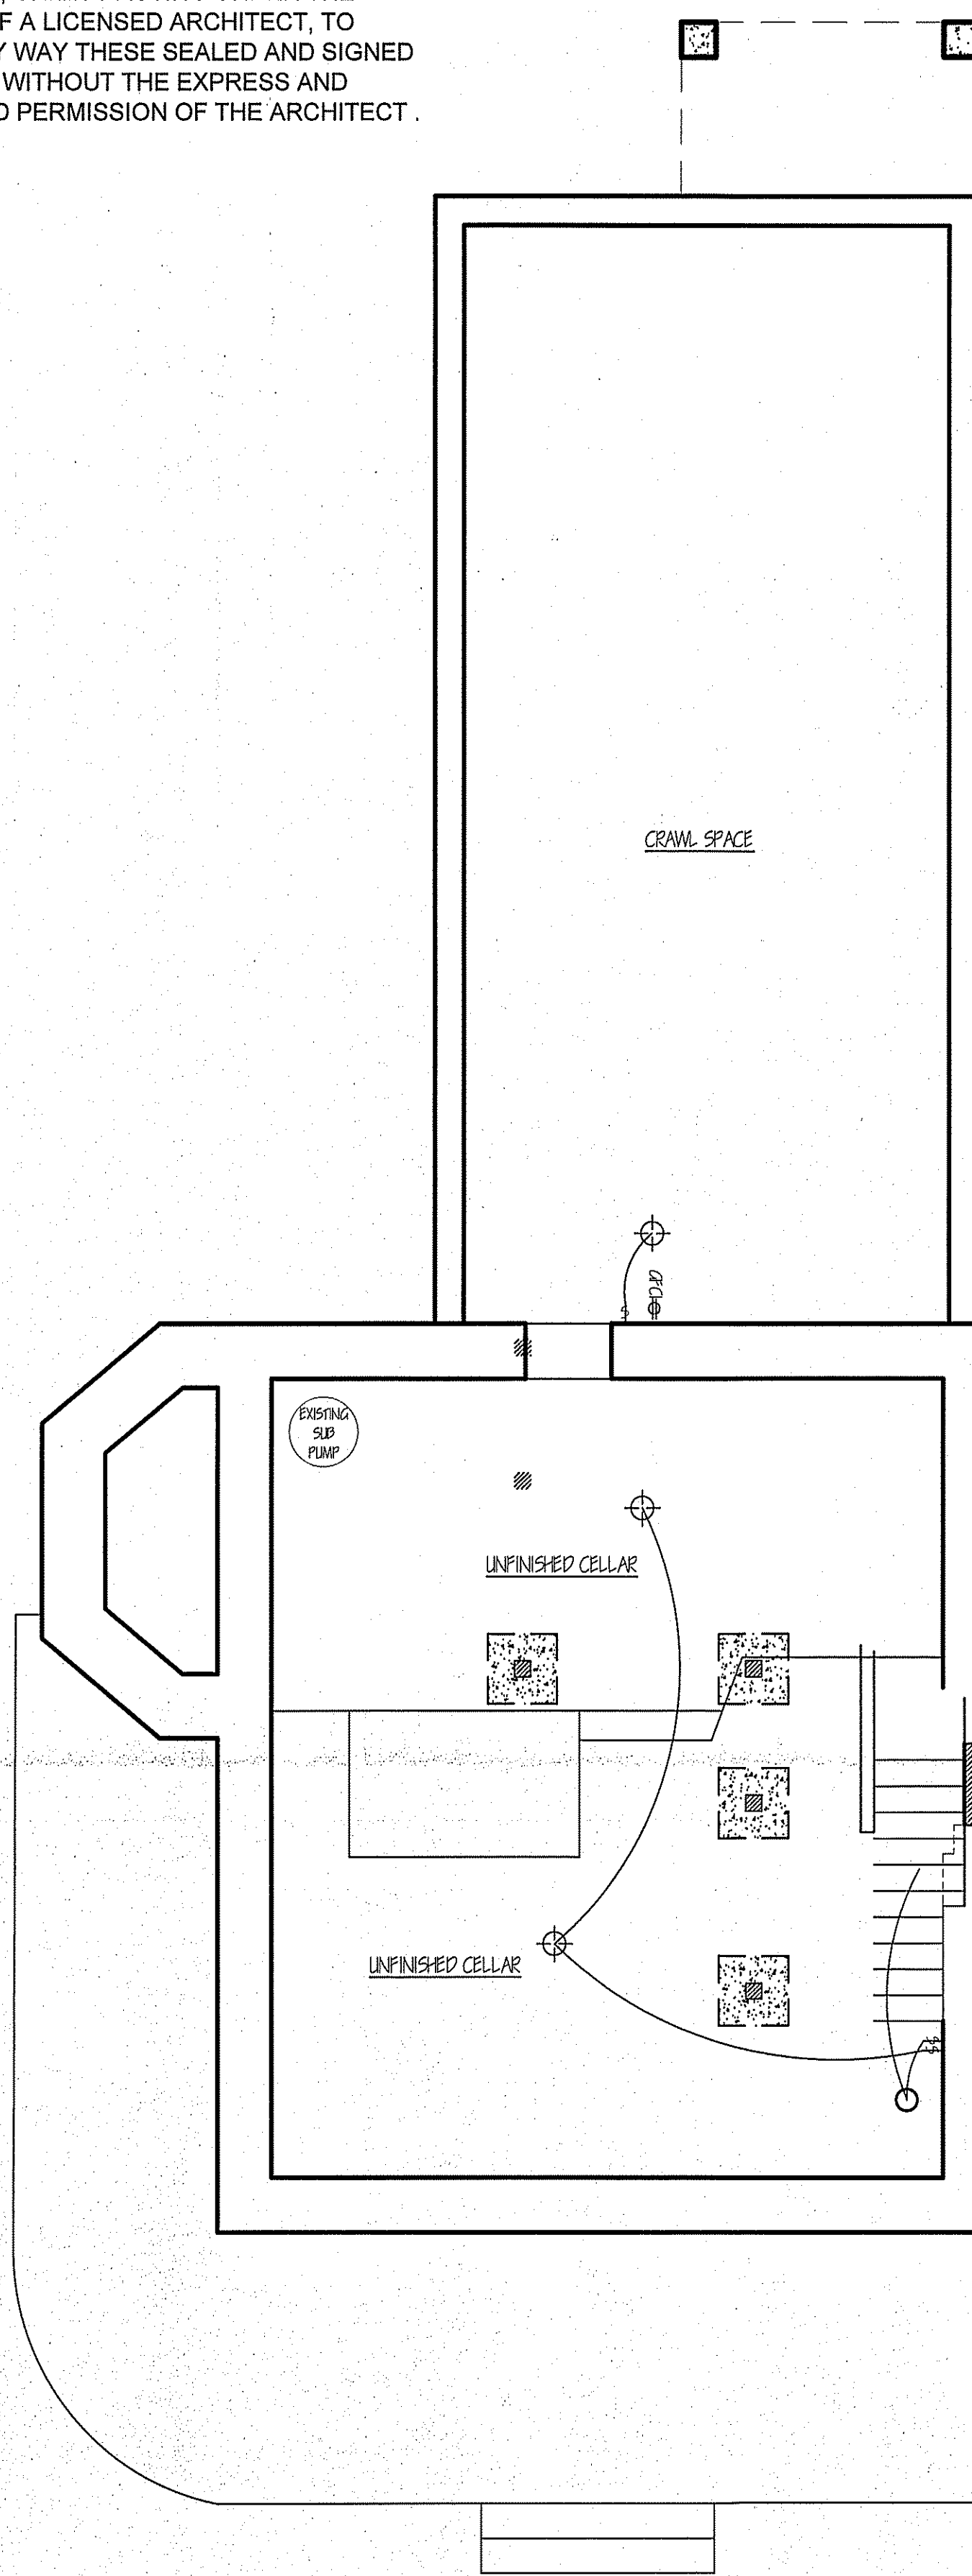 F A LICENSED ARCHITECT, TO
Y WAY THESE SEALED AND SIGNED
WITHOUT THE EXPRESS AND
D PERMISSION OF THE ARCHITECT .
CRAWL SPACE
GFCI
$
EXISTING
SUB
PUMP
UNFINISHED CELLAR
UNFINISHED CELLAR
$$